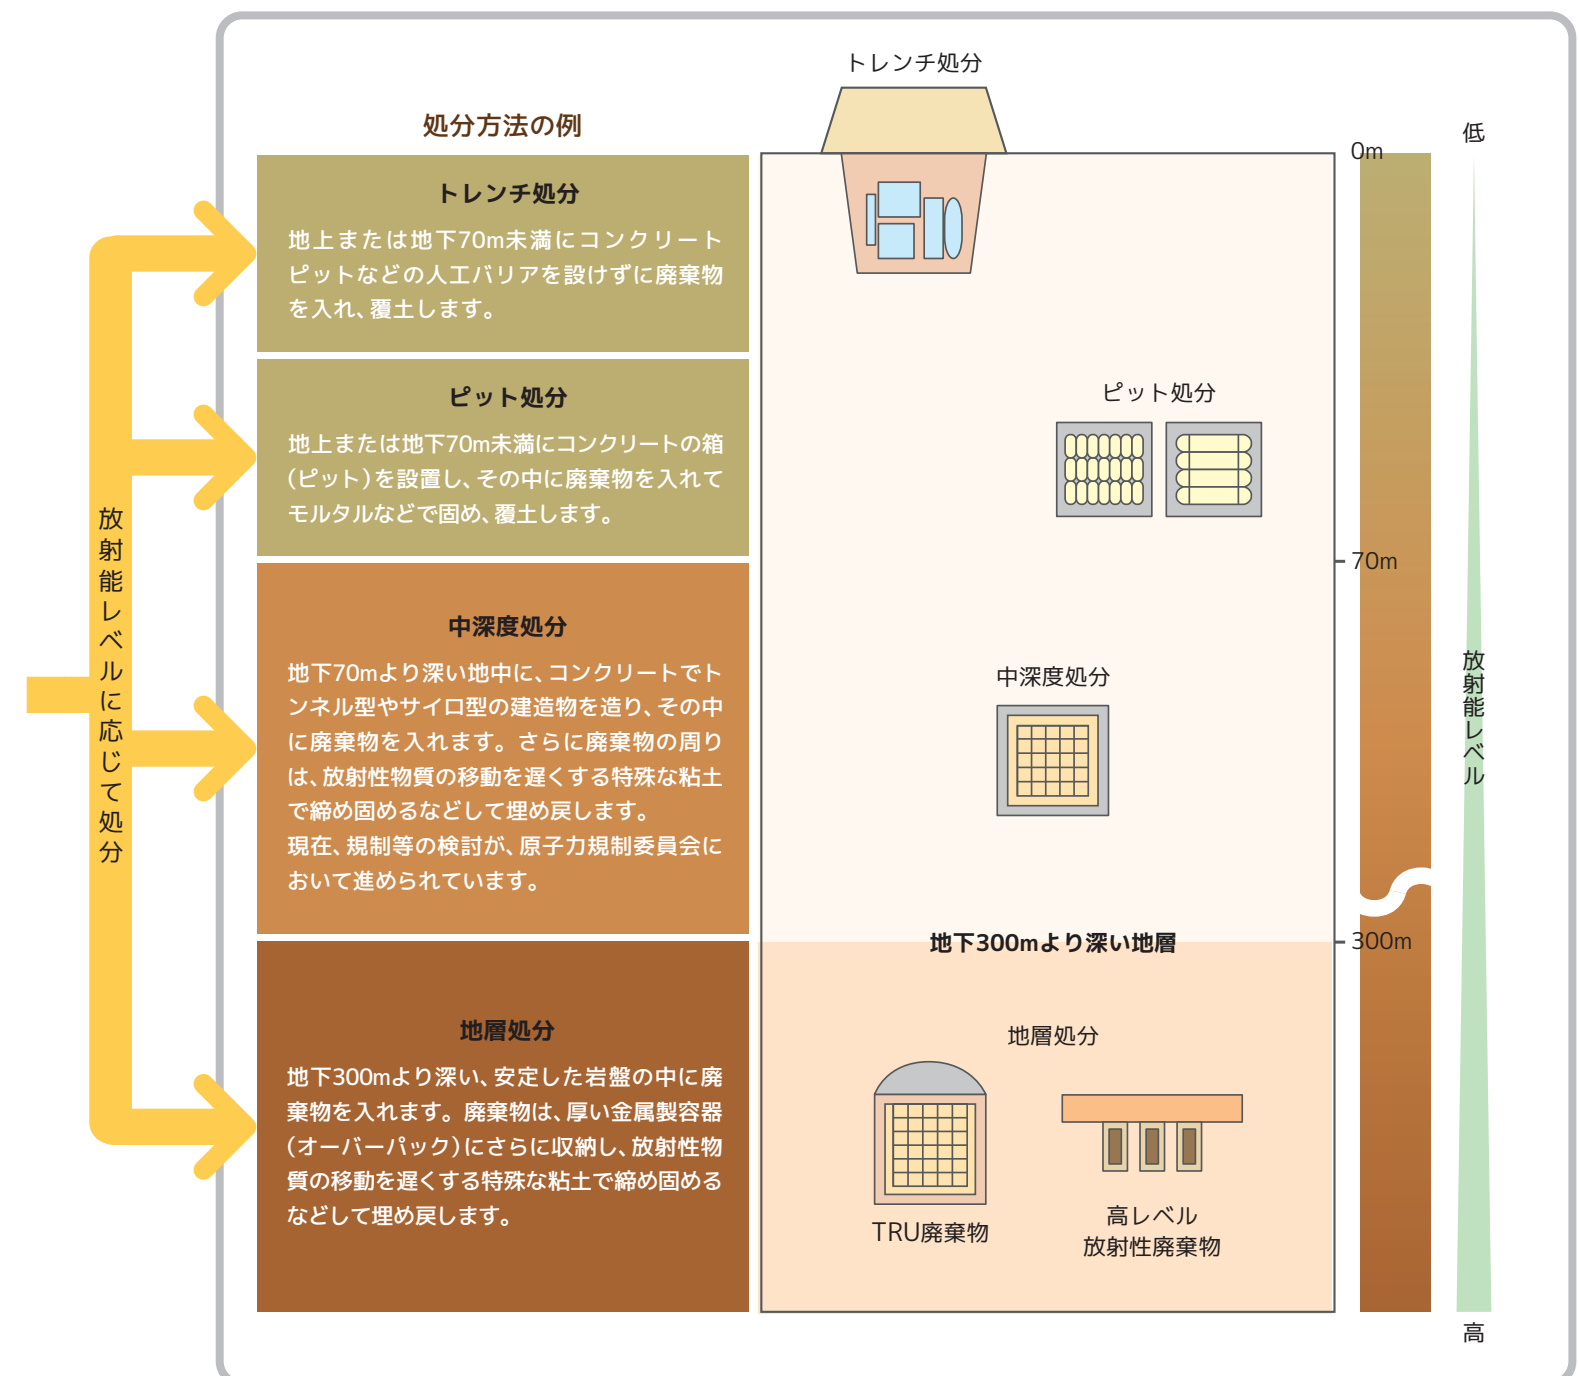 放射能レベルに応じて処分
処分方法の例
トレンチ処分
地上または地下70m未満にコンクリート
ピットなどの人工バリアを設けずに廃棄物
を入れ、覆土します。
ピット処分
地上または地下70m未満にコンクリートの箱
(ピット)を設置し、その中に廃棄物を入れて
モルタルなどで固め、覆土します。
中深度処分
地下70mより深い地中に、コンクリートでト
ンネル型やサイロ型の建造物を造り、その中
に廃棄物を入れます。さらに廃棄物の周り
は、放射性物質の移動を遅くする特殊な粘土
で締め固めるなどして埋め戻します。
現在、規制等の検討が、原子力規制委員会に
おいて進められています。
地層処分
地下300mより深い、安定した岩盤の中に廃
棄物を入れます。廃棄物は、厚い金属製容器
(オーバーパック)にさらに収納し、放射性物
質の移動を遅くする特殊な粘土で締め固める
などして埋め戻します。
トレンチ処分
ピット処分
中深度処分
地下300mより深い地層
地層処分
TRU廃棄物
高レベル
放射性廃棄物
0m
70m
300m
低
放射能レベル
高